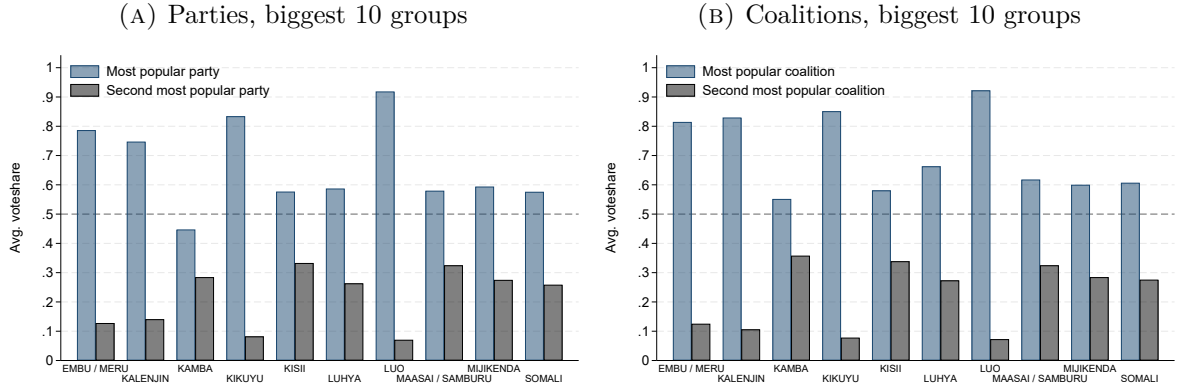 (A) Parties, biggest 10 groups
Avg. voteshare
1
.9
.8
.7
.6
.5
.4
.3
.2
.1
0
Most popular party
Second most popular party
EMBU / MERU KAMBA KISII LUO MIJIKENDA
KALENJIN KIKUYU LUHYA MAASAI / SAMBURU SOMALI
(B) Coalitions, biggest 10 groups
Avg. voteshare
1
.9
.8
.7
.6
.5
.4
.3
.2
.1
0
Most popular coalition
Second most popular coalition
EMBU / MERU KAMBA KISII LUO MIJIKENDA
KALENJIN KIKUYU LUHYA MAASAI / SAMBURU SOMALI